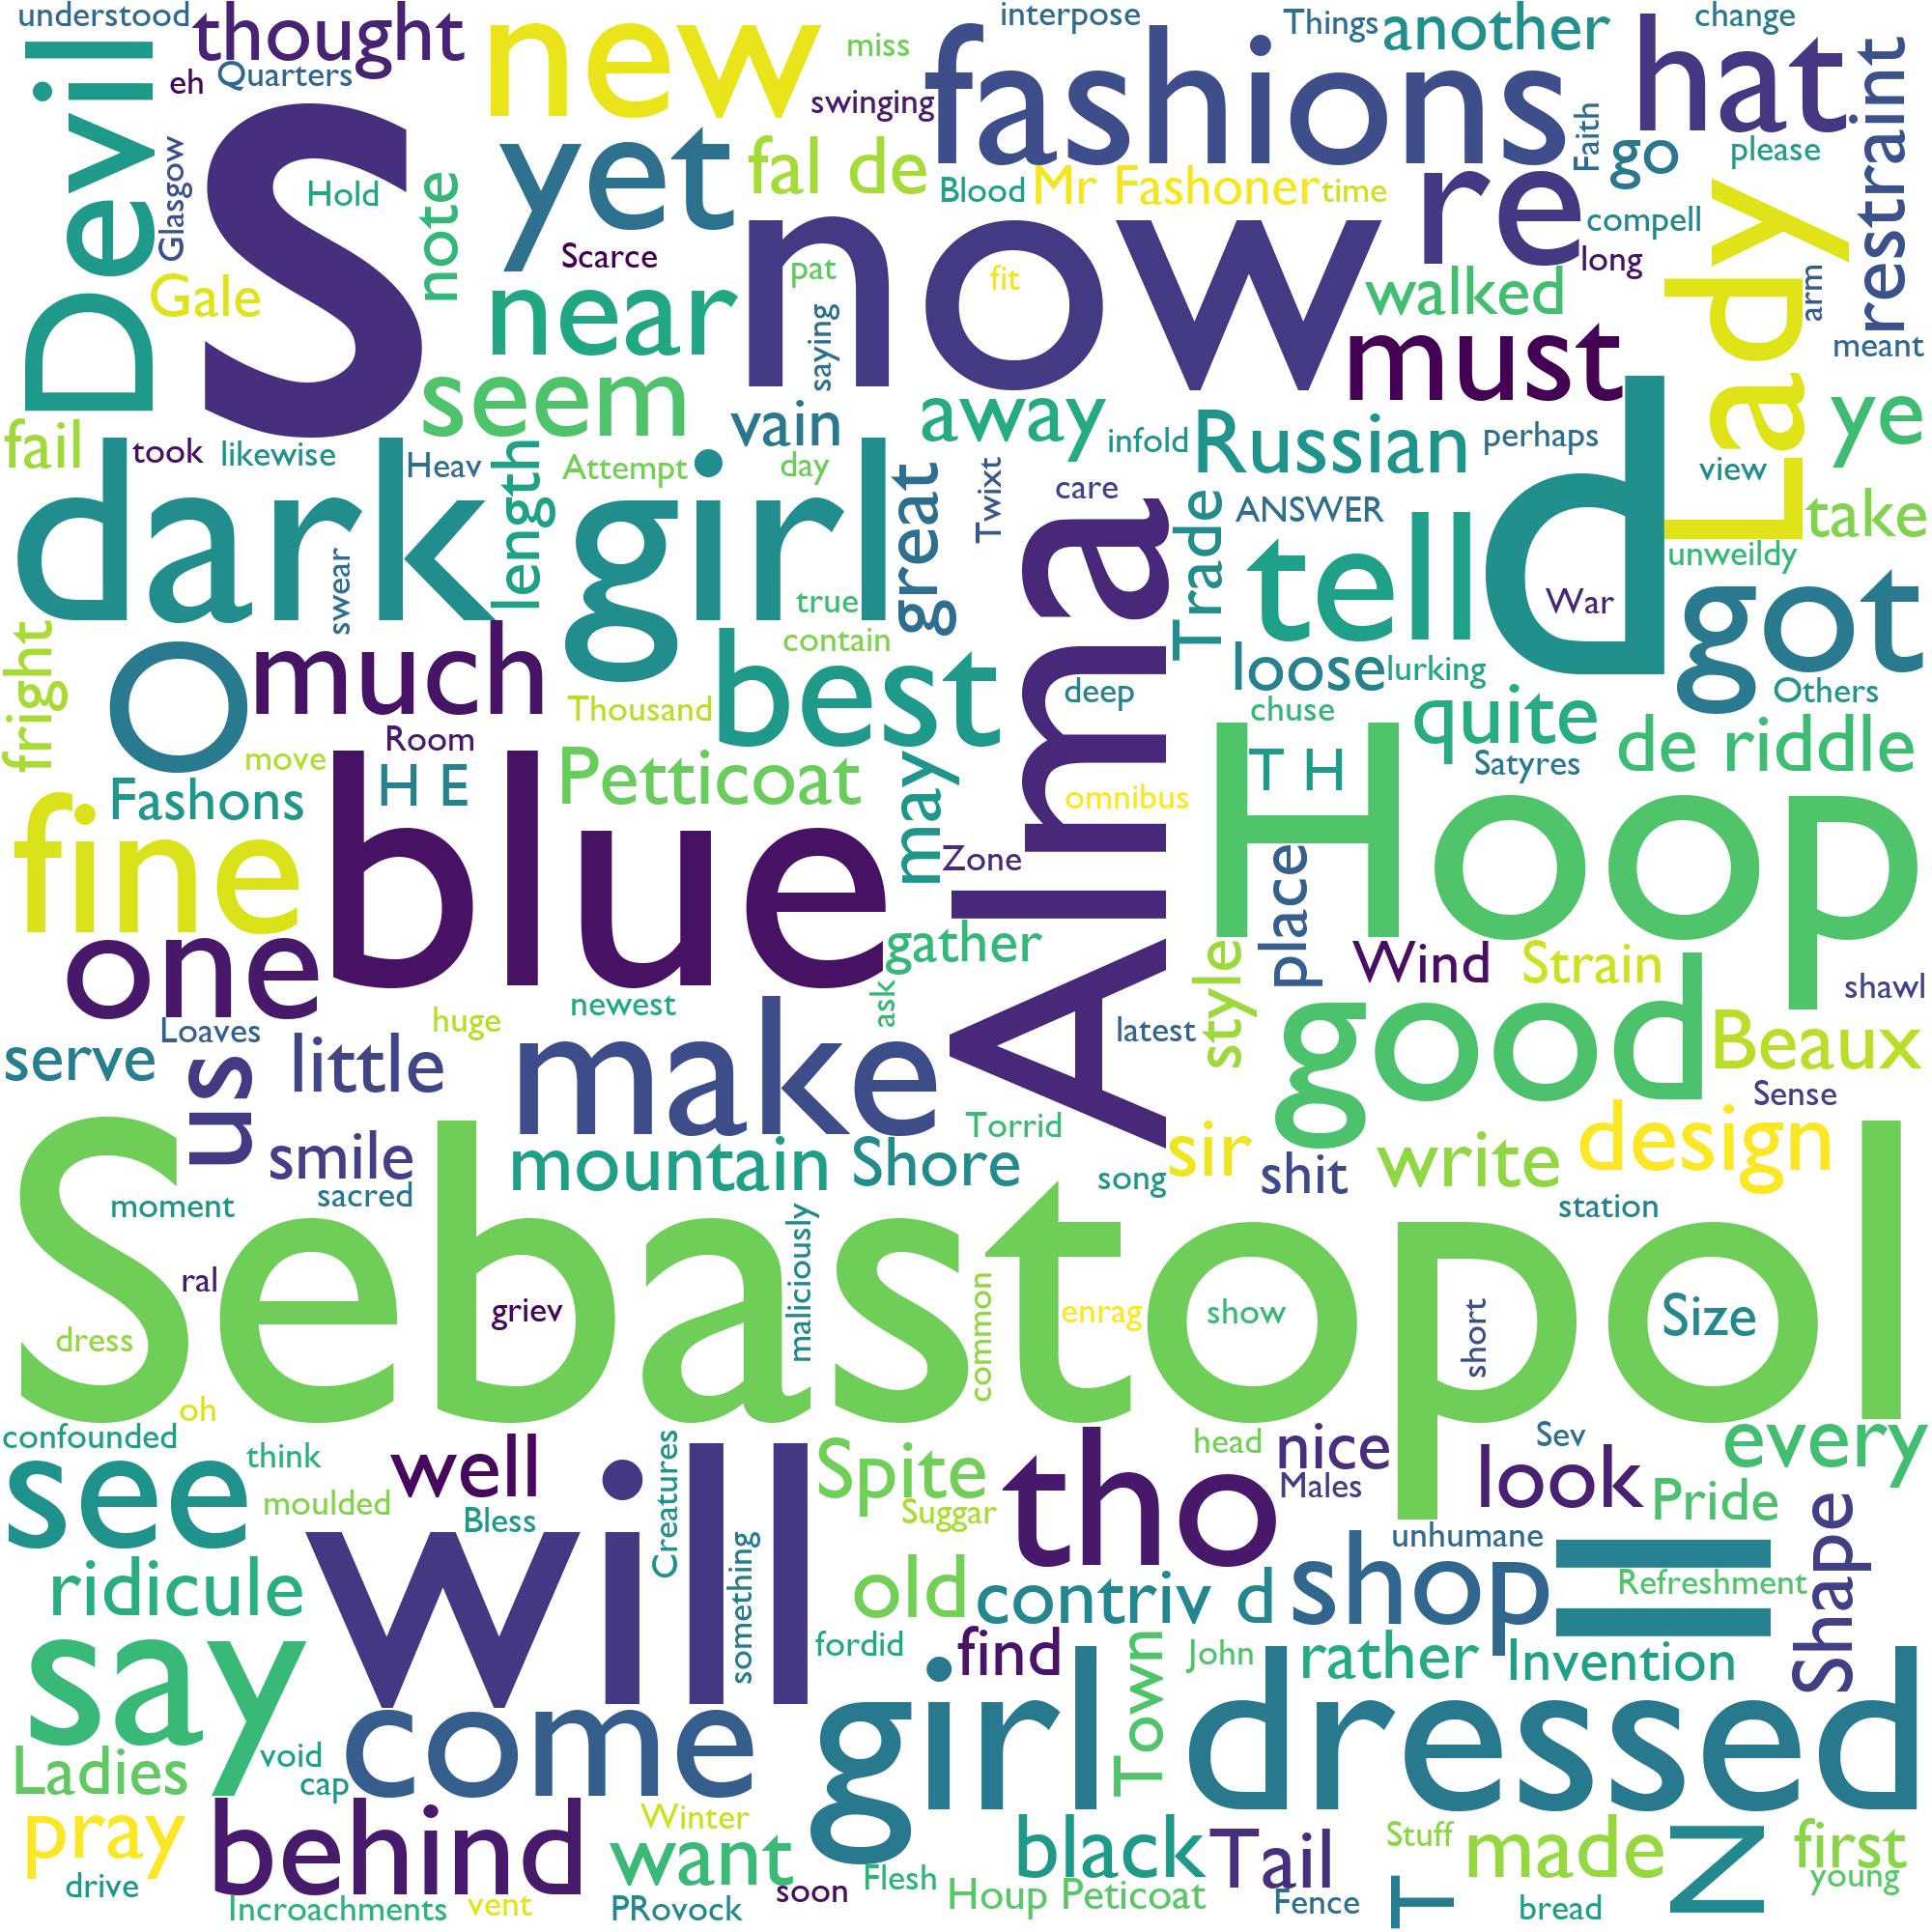 understood thought new interpose Things another change
eh Quarters miss fashions hat
Devil S swinging restraint
Glasgow Hold note yet fal de Blood Mr Fashoner time Faith go please
Gale Scarce pat now fit re compell long Lady
near saying walked must arm meant
seem vain away infold Russian perhaps ye
fail took likewise Heav length Attempt day great Twixt care ANSWER view take
dark swear girl true Alma Trade tell d War unweildy
O much contain best deep loose lurking got
fright move Room Thousand chuse quite Others
Fashons H E Petticoat may omnibus Hoop T H Satyres de riddle
fine blue Zone place
one gather style Wind Strain shawl
Loaves huge newest ask latest good Beaux
serve us little make Sense
smile Torrid sir design
moment sacred mountain Shore song shit write station
Sebastopol
ral griev maliciously common enrag show short Size
dress oh
confounded think well Creatures Spite head nice Sev every
see moulded Bless Suggar tho Males look Pride
ridicule will something old contriv d shop unhumane Ill Refreshment Shape
say fordid find Town John rather Invention
Ladies void cap come girl dressed
pray behind Winter want black Tail Stuff made N first
drive Incroachments vent PRovock soon Flesh Houp Peticoat Fence T bread young